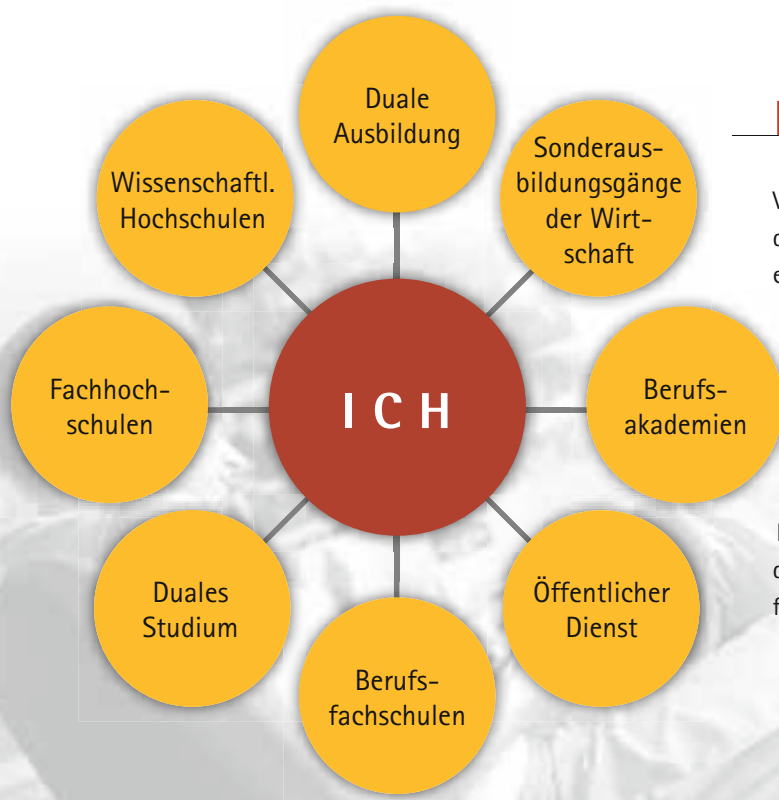 Duale
Ausbildung
Sonderaus-
bildungsgänge
der Wirt-
schaft
Berufs-
akademien
Öffentlicher
Dienst
Berufs-
fachschulen
Duales
Studium
Fachhoch-
schulen
Wissenschaftl.
Hochschulen
I C H